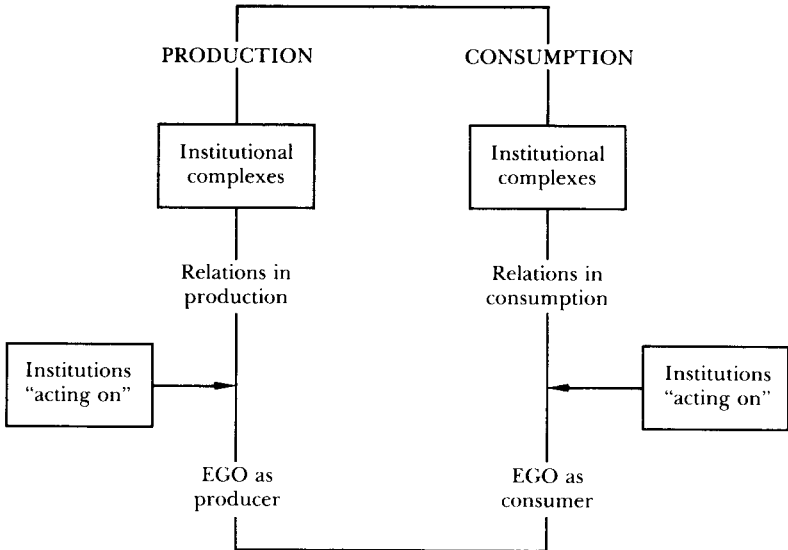 PRODUCTION
CONSUMPTION
Institutional
complexes
Institutional
complexes
Relations in
production
Relations in
consumption
Institutions
“acting on”
Institutions
“acting on”
EGO as
producer
EGO as
consumer